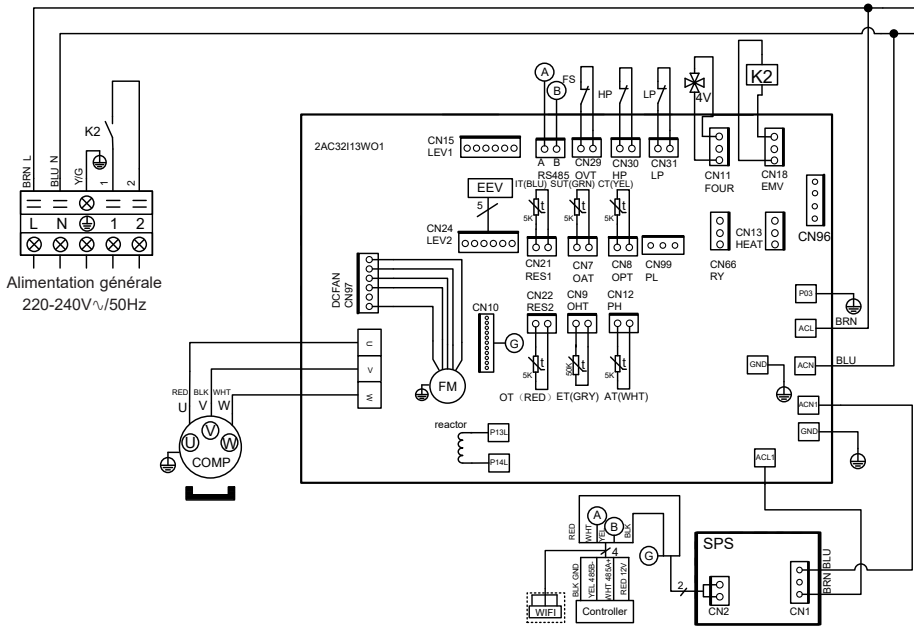 A
B
FS
HP
LP
4V
K2
BRN L
BLU N
Y/G
K2
1
2
2AC32I13WO1
CN15
LEV1
A B
RS485
CN29
OVT
CN30
HP
CN31
LP
CN11
FOUR
CN18
EMV
L N 1 2
Alimentation générale
220-240V∿/50Hz
EEV
5
CN24
LEV2
IT(BLU) SUT(GRN) CT(YEL)
5K t
5K t
5K t
CN21
RES1
CN7
OAT
CN8
OPT
CN99
PL
CN66
RY
CN13
HEAT
CN96
DCFAN
CN97
CN10
G
CN22
RES2
CN9
OHT
CN12
PH
5K t
50K t
5K t
OT (RED) ET(GRY) AT(WHT)
P03
ACL
BRN
ACN
BLU
GND
ACN1
GND
ACL1
U
V
W
FM
RED BLK WHT
U V W
U V W
COMP
reactor
P13L
P14L
RED
WHT
YEL
BLK
A
B
G
4
BLK GND
YEL 485B-
WHT 485A+
RED 12V
WIFI
Controller
2
SPS
CN2
CN1
BLU
BRN